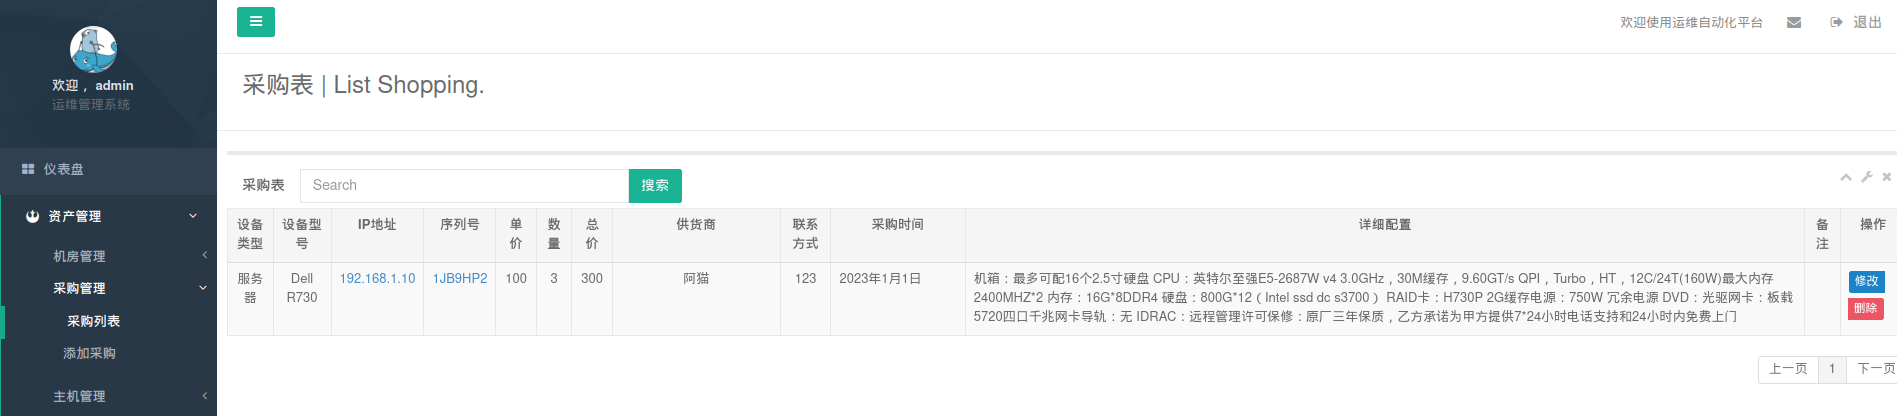 欢迎使用运维自动化平台
退出
欢迎， admin
运维管理系统
仪表盘
资产管理
机房管理
采购管理
采购列表
添加采购
主机管理
采购表 | List Shopping.
采购表 Search 搜索
设备类型 设备型号 IP地址 序列号 单价 数量 总价 供货商 联系方式 采购时间 详细配置 备注 操作
服务器 Dell R730 192.168.1.10 1JB9HP2 100 3 300 阿猫 123 2023年1月1日
机箱：最多可配16个2.5寸硬盘 CPU：英特尔至强E5-2687W v4 3.0GHz，30M缓存，9.60GT/s QPI，Turbo，HT，12C/24T(160W)最大内存
2400MHZ*2 内存：16G*8DDR4 硬盘：800G*12（Intel ssd dc s3700） RAID卡：H730P 2G缓存电源：750W 冗余电源 DVD：光驱网卡：板载
5720四口千兆网卡导轨：无 IDRAC：远程管理许可保修：原厂三年保质，乙方承诺为甲方提供7*24小时电话支持和24小时内免费上门
修改
删除
上一页 1 下一页